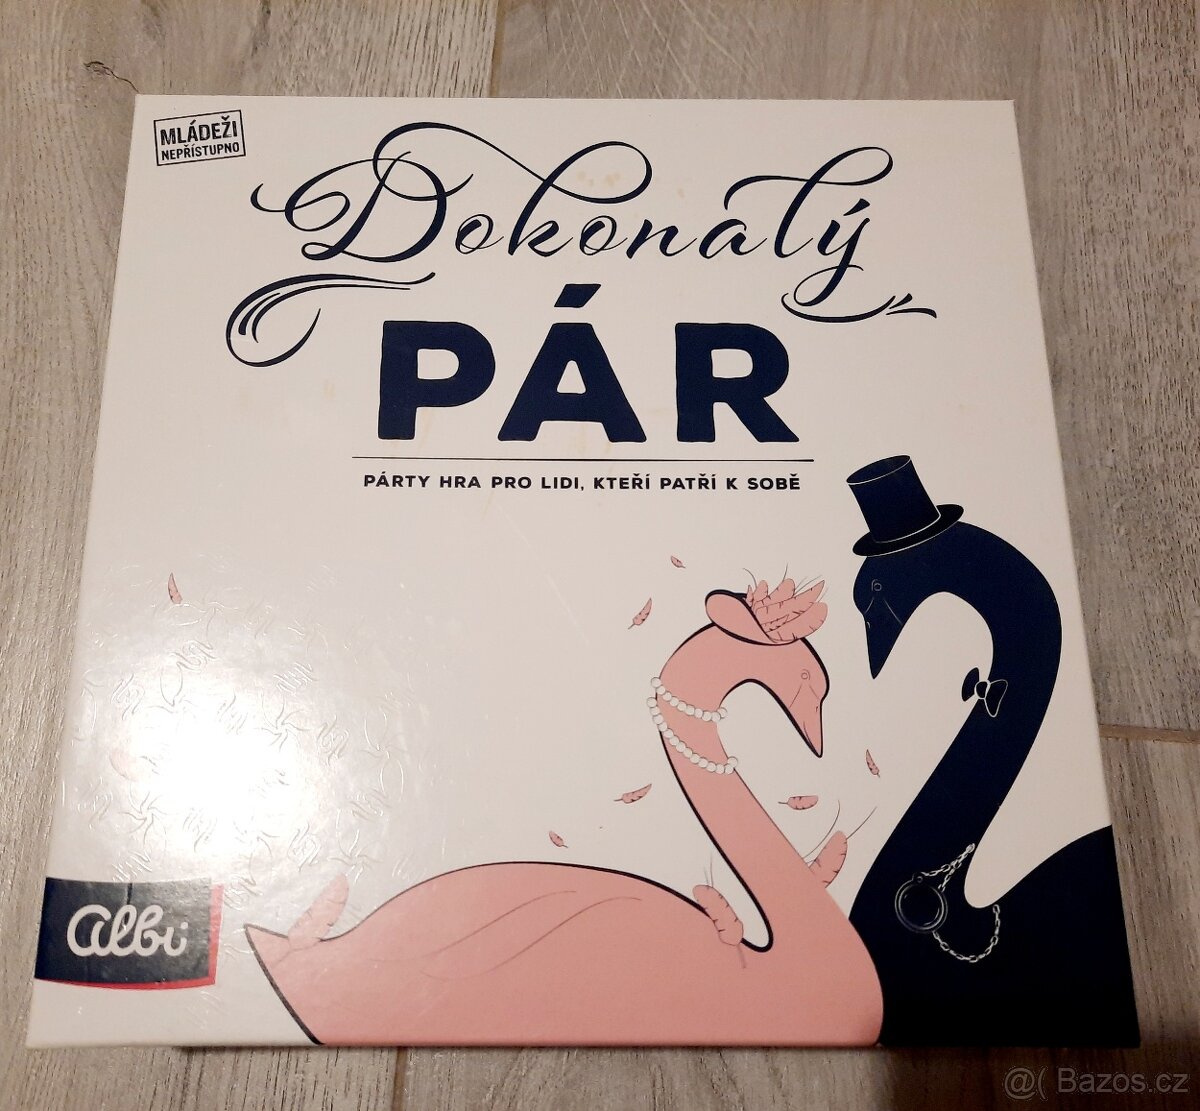 MLÁDEŽI
NEPŘÍSTUPNO
Dokonalý
PÁR
PÁRTY HRA PRO LIDI, KTEŘÍ PATŘÍ K SOBĚ
albi
@( Bazos.cz